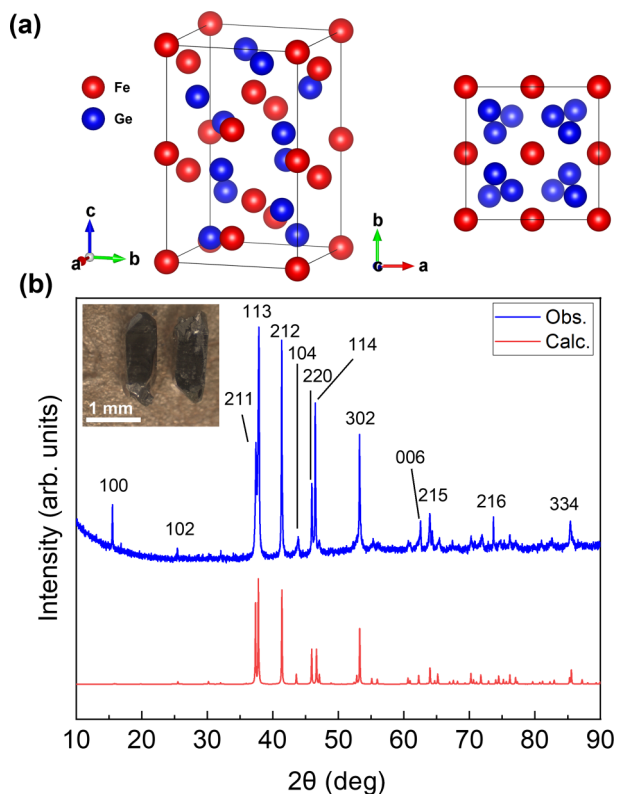 (a)
Fe
Ge
c
a
b
b
c
a
(b)
1 mm
Obs.
Calc.
113
212
104
220
114
211
302
100
102
006
215
216
334
Intensity (arb. units)
10
20
30
40
50
60
70
80
90
2θ (deg)